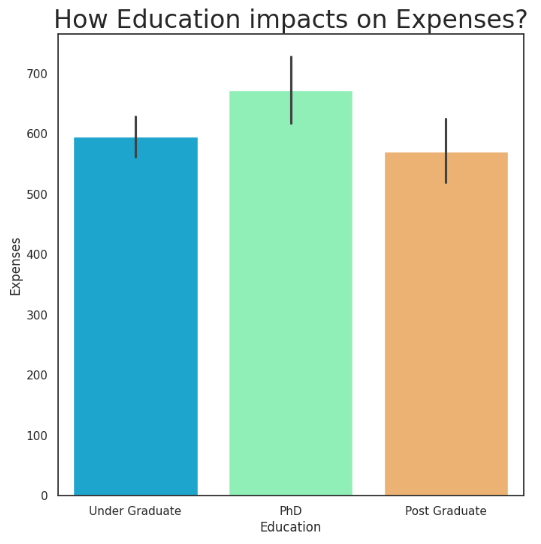 How Education impacts on Expenses?
700
600
500
400
300
200
100
0
Expenses
Under Graduate
PhD
Post Graduate
Education